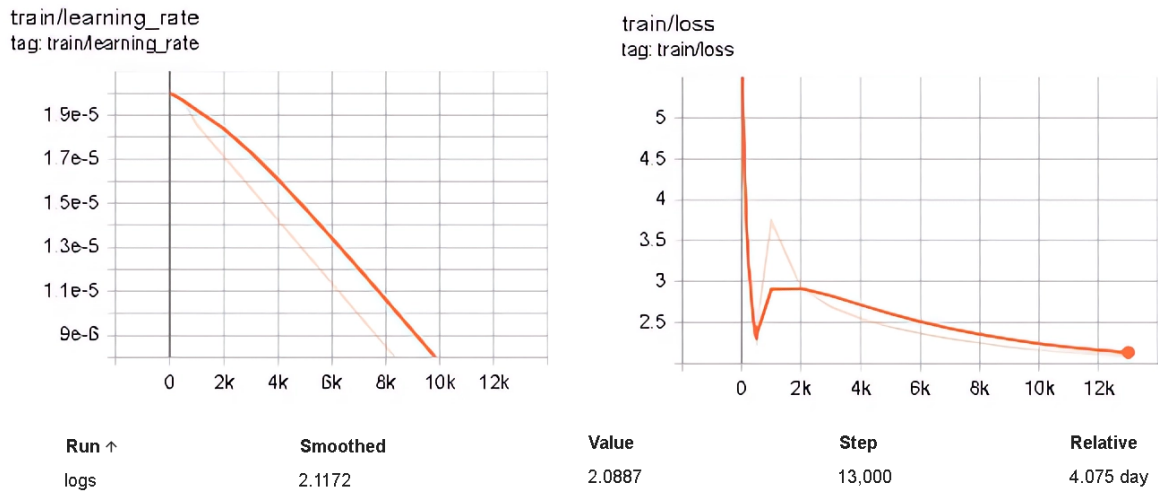 train/learning_rate
tag: train/learning_rate
1.9e-5
1.7e-5
1.5e-5
1.3e-5
1.1e-5
9e-6
0 2k 4k 6k 8k 10k 12k
train/loss
tag: train/loss
5
4.5
4
3.5
3
2.5
0 2k 4k 6k 8k 10k 12k
Run ↑ Smoothed Value Step Relative
logs 2.1172 2.0887 13,000 4.075 day